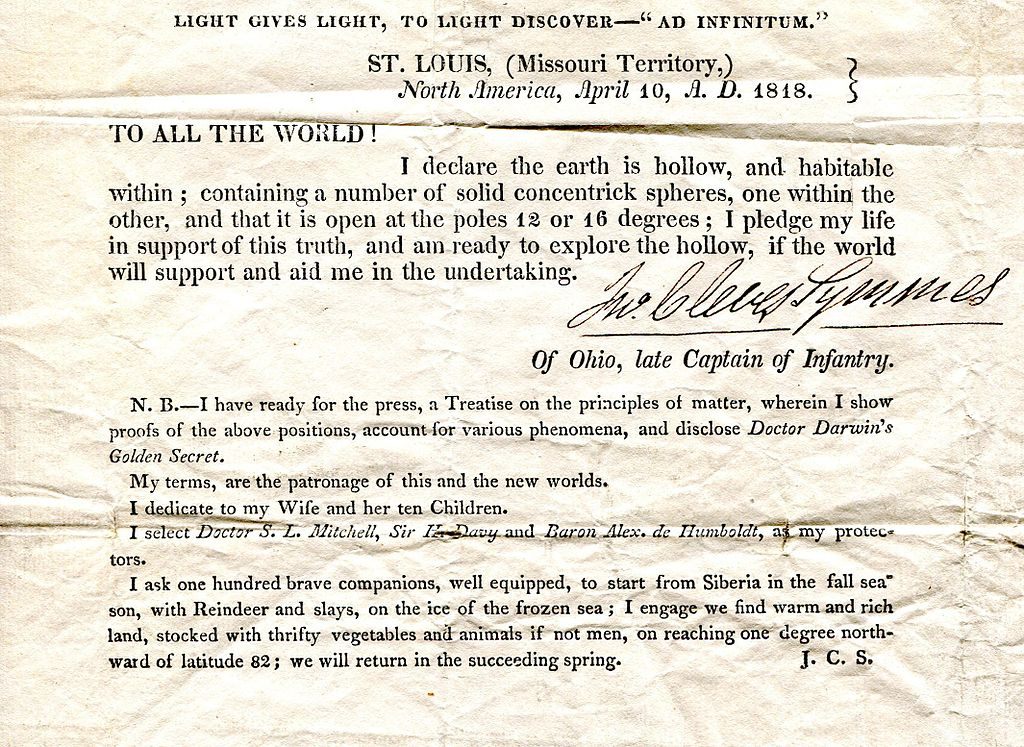 LIGHT GIVES LIGHT, TO LIGHT DISCOVER—“ AD INFINITUM.”
ST. LOUIS, (Missouri Territory,)
North America, April 10, A. D. 1818.
TO ALL THE WORLD!
I declare the earth is hollow, and habitable
within ; containing a number of solid concentrick spheres, one within the
other, and that it is open at the poles 12 or 16 degrees ; I pledge my life
in support of this truth, and am ready to explore the hollow, if the world
will support and aid me in the undertaking.
Jno. Cleves Symmes
Of Ohio, late Captain of Infantry.
N. B.—I have ready for the press, a Treatise on the principles of matter, wherein I show
proofs of the above positions, account for various phenomena, and disclose Doctor Darwin's
Golden Secret.
My terms, are the patronage of this and the new worlds.
I dedicate to my Wife and her ten Children.
I select Doctor S. L. Mitchell, Sir H. Davy and Baron Alex. de Humboldt, as my protec-
tors.
I ask one hundred brave companions, well equipped, to start from Siberia in the fall sea-
son, with Reindeer and slays, on the ice of the frozen sea ; I engage we find warm and rich
land, stocked with thrifty vegetables and animals if not men, on reaching one degree north-
ward of latitude 82 ; we will return in the succeeding spring. J. C. S.